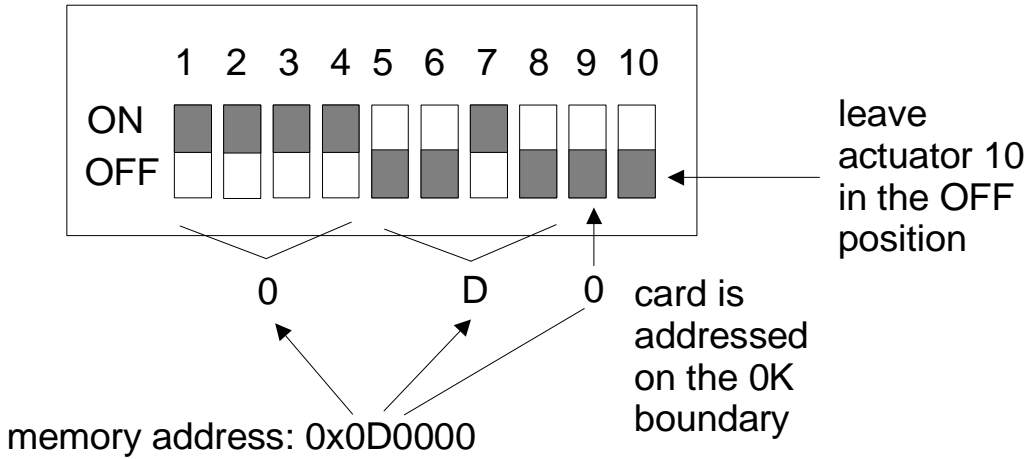 1 2 3 4 5 6 7 8 9 10
ON
OFF
leave
actuator 10
in the OFF
position
0 D 0
card is
addressed
on the 0K
boundary
memory address: 0x0D0000